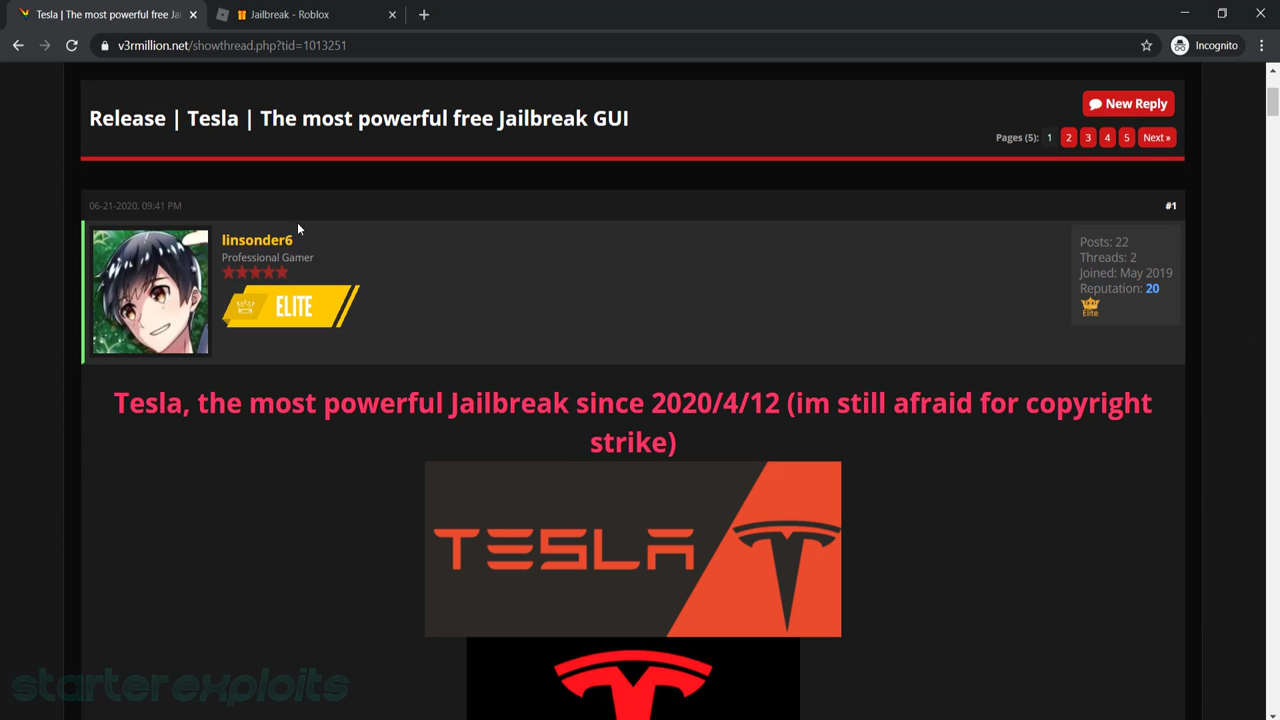 Tesla | The most powerful free Ja
Jailbreak - Roblox
v3rmillion.net/showthread.php?tid=1013251
Incognito
Release | Tesla | The most powerful free Jailbreak GUI
New Reply
Pages (5): 1 2 3 4 5 Next »
06-21-2020, 09:41 PM
#1
linsonder6
Professional Gamer
ELITE
Posts: 22
Threads: 2
Joined: May 2019
Reputation: 20
Elite
Tesla, the most powerful Jailbreak since 2020/4/12 (im still afraid for copyright
strike)
TESLA
starterexploits